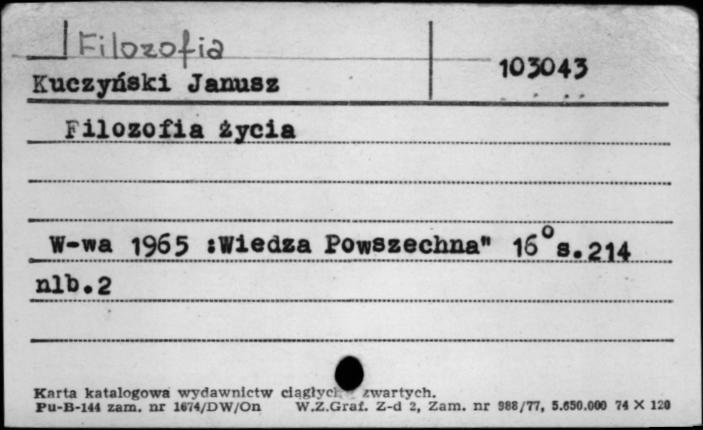 Filozofia
Kuczyński Janusz 103043
Filozofia życia
W-wa 1965 :Wiedza Powszechna" 16° s.214
nlb.2
Karta katalogowa wydawnictw ciągłych zwartych.
Pu-B-144 zam. nr 1674/DW/On W.Z.Graf. Z-d 2, Zam. nr 988/77, 5.650.000 74 X 120